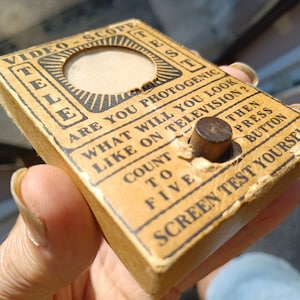 VIDEO SCOPE
TEST
TELE
ARE YOU PHOTOGENIC
WHAT WILL YOU LOOK
LIKE ON TELEVISION?
COUNT
TO
FIVE
THEN
PRESS
BUTTON
SCREEN TEST YOURS